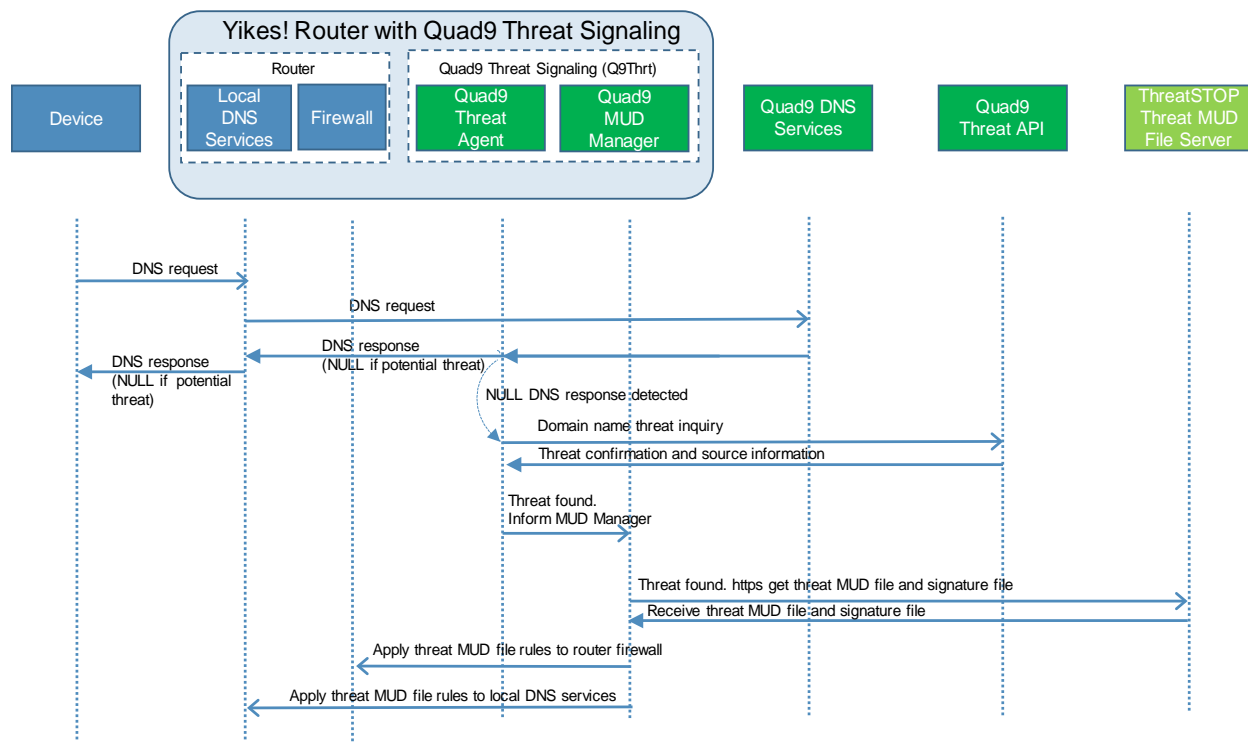 Yikes! Router with Quad9 Threat Signaling
Router
Quad9 Threat Signaling (Q9Thrt)
Device
Local
DNS
Services
Firewall
Quad9
Threat
Agent
Quad9
MUD
Manager
Quad9 DNS
Services
Quad9
Threat API
ThreatSTOP
Threat MUD
File Server
DNS request
DNS request
DNS response
(NULL if potential threat)
DNS response
(NULL if potential
threat)
NULL DNS response detected
Domain name threat inquiry
Threat confirmation and source information
Threat found.
Inform MUD Manager
Threat found. https get threat MUD file and signature file
Receive threat MUD file and signature file
Apply threat MUD file rules to router firewall
Apply threat MUD file rules to local DNS services